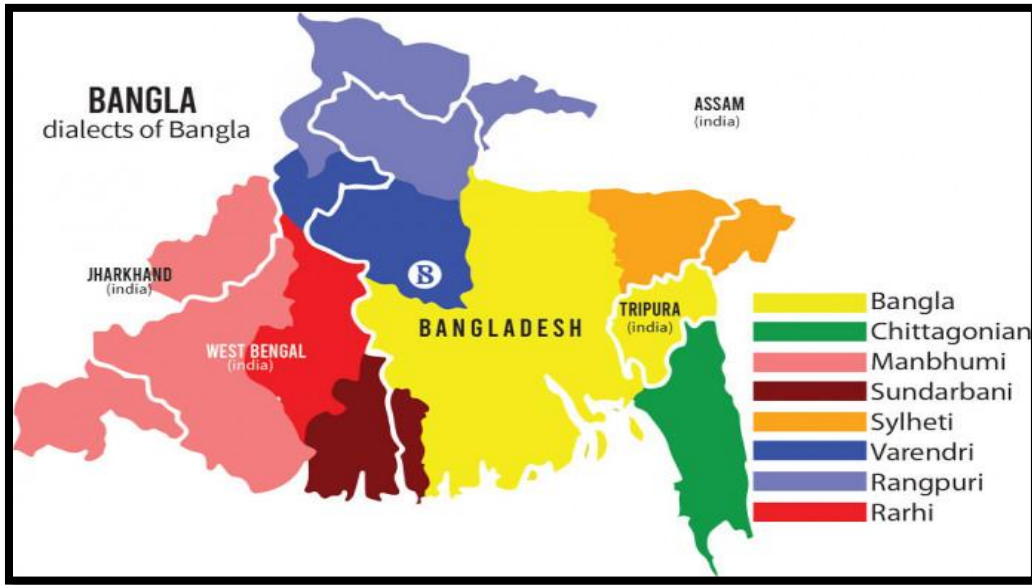 BANGLA
dialects of Bangla
ASSAM
(india)
JHARKHAND
(india)
WEST BENGAL
(india)
BANGLADESH
TRIPURA
(india)
Bangla
Chittagonian
Manbhumi
Sundarbani
Sylheti
Varendri
Rangpuri
Rarhi